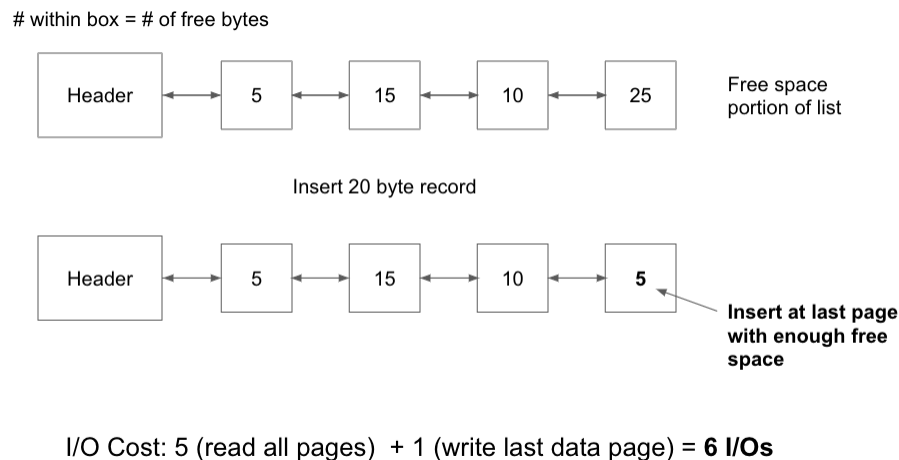 # within box = # of free bytes
Header
5
15
10
25
Free space
portion of list
Insert 20 byte record
Header
5
15
10
5
Insert at last page
with enough free
space
I/O Cost: 5 (read all pages)  + 1 (write last data page) = 6 I/Os